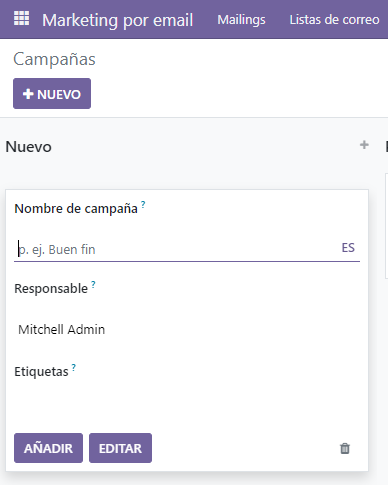 Marketing por email Mailings Listas de correo
Campañas
+ NUEVO
Nuevo +
Nombre de campaña ?
p. ej. Buen fin ES
Responsable ?
Mitchell Admin
Etiquetas ?
AÑADIR EDITAR